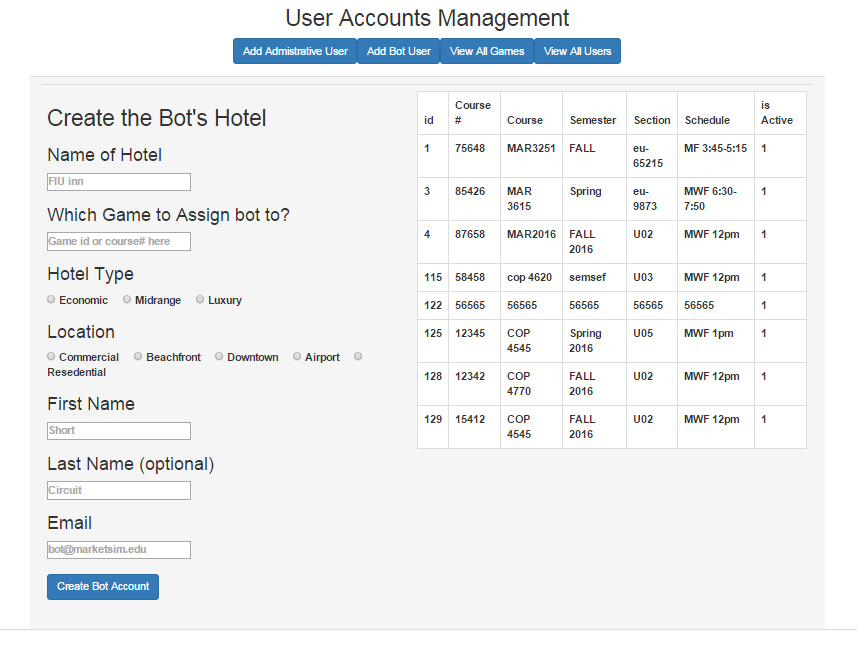 User Accounts Management
Add Admistrative User Add Bot User View All Games View All Users
Create the Bot's Hotel
Name of Hotel
FIU inn
Which Game to Assign bot to?
Game id or course# here
Hotel Type
Economic Midrange Luxury
Location
Commercial Beachfront Downtown Airport
Resedential
First Name
Short
Last Name (optional)
Circuit
Email
bot@marketsim.edu
Create Bot Account
id Course # Course Semester Section Schedule is Active
1 75648 MAR3251 FALL eu-65215 MF 3:45-5:15 1
3 85426 MAR 3615 Spring eu-9873 MWF 6:30-7:50 1
4 87658 MAR2016 FALL 2016 U02 MWF 12pm 1
115 58458 cop 4620 semsef U03 MWF 12pm 1
122 56565 56565 56565 56565 56565 1
125 12345 COP 4545 Spring 2016 U05 MWF 1pm 1
128 12342 COP 4770 FALL 2016 U02 MWF 12pm 1
129 15412 COP 4545 FALL 2016 U02 MWF 12pm 1